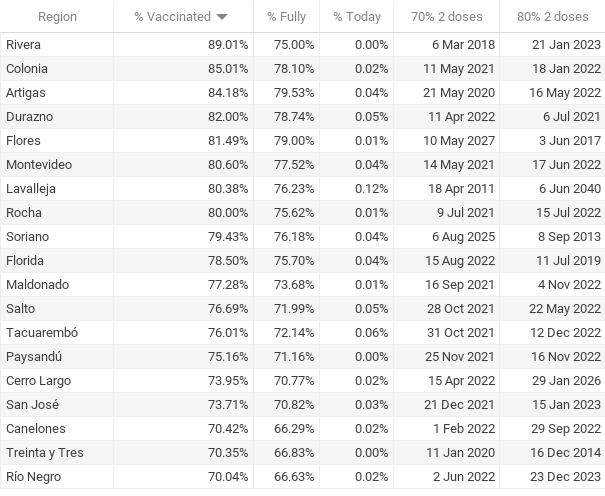 Region % Vaccinated % Fully % Today 70% 2 doses 80% 2 doses
Rivera 89.01% 75.00% 0.00% 6 Mar 2018 21 Jan 2023
Colonia 85.01% 78.10% 0.02% 11 May 2021 18 Jan 2022
Artigas 84.18% 79.53% 0.04% 21 May 2020 16 May 2022
Durazno 82.00% 78.74% 0.05% 11 Apr 2022 6 Jul 2021
Flores 81.49% 79.00% 0.01% 10 May 2027 3 Jun 2017
Montevideo 80.60% 77.52% 0.04% 14 May 2021 17 Jun 2022
Lavalleja 80.38% 76.23% 0.12% 18 Apr 2011 6 Jun 2040
Rocha 80.00% 75.62% 0.01% 9 Jul 2021 15 Jul 2022
Soriano 79.43% 76.18% 0.04% 6 Aug 2025 8 Sep 2013
Florida 78.50% 75.70% 0.04% 15 Aug 2022 11 Jul 2019
Maldonado 77.28% 73.68% 0.01% 16 Sep 2021 4 Nov 2022
Salto 76.69% 71.99% 0.05% 28 Oct 2021 22 May 2022
Tacuarembó 76.01% 72.14% 0.06% 31 Oct 2021 12 Dec 2022
Paysandú 75.16% 71.16% 0.00% 25 Nov 2021 16 Nov 2022
Cerro Largo 73.95% 70.77% 0.02% 15 Apr 2022 29 Jan 2026
San José 73.71% 70.82% 0.03% 21 Dec 2021 15 Jan 2023
Canelones 70.42% 66.29% 0.02% 1 Feb 2022 29 Sep 2022
Treinta y Tres 70.35% 66.83% 0.00% 11 Jan 2020 16 Dec 2014
Río Negro 70.04% 66.63% 0.02% 2 Jun 2022 23 Dec 2023